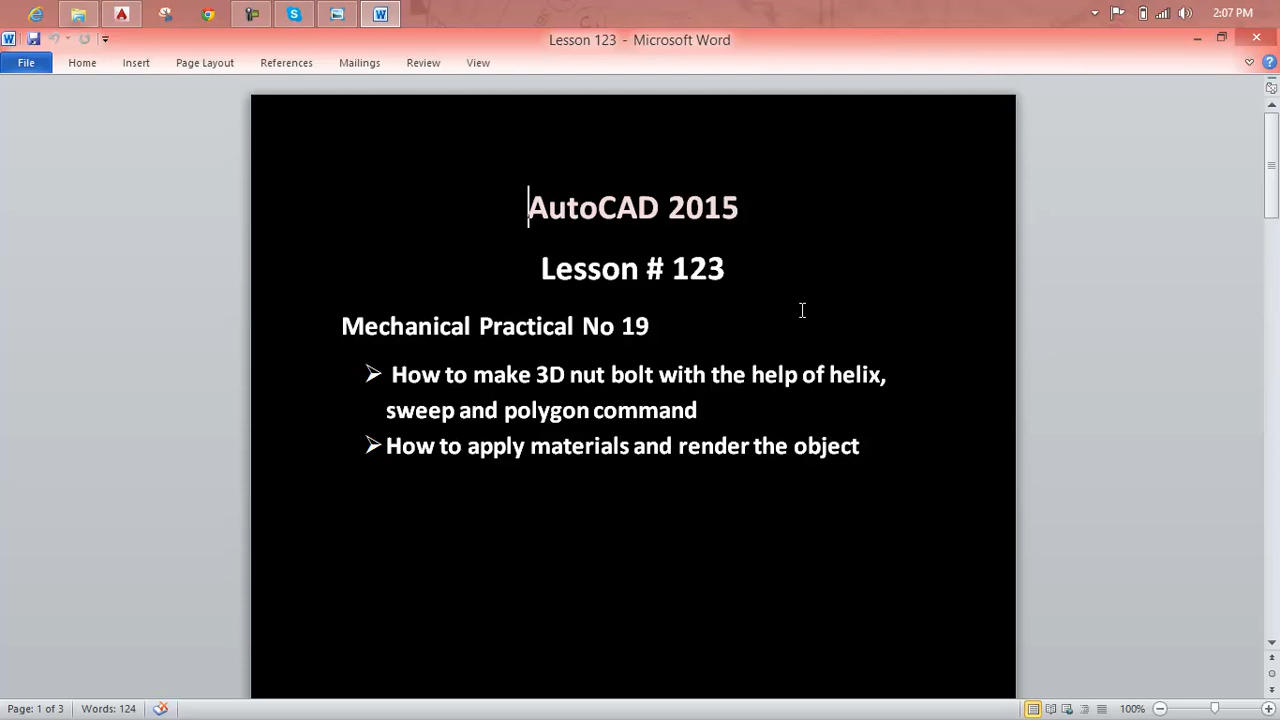 2:07 PM
Lesson 123 - Microsoft Word
File Home Insert Page Layout References Mailings Review View
AutoCAD 2015
Lesson # 123
Mechanical Practical No 19
➢ How to make 3D nut bolt with the help of helix,
sweep and polygon command
➢ How to apply materials and render the object
Page: 1 of 3 Words: 124 100%